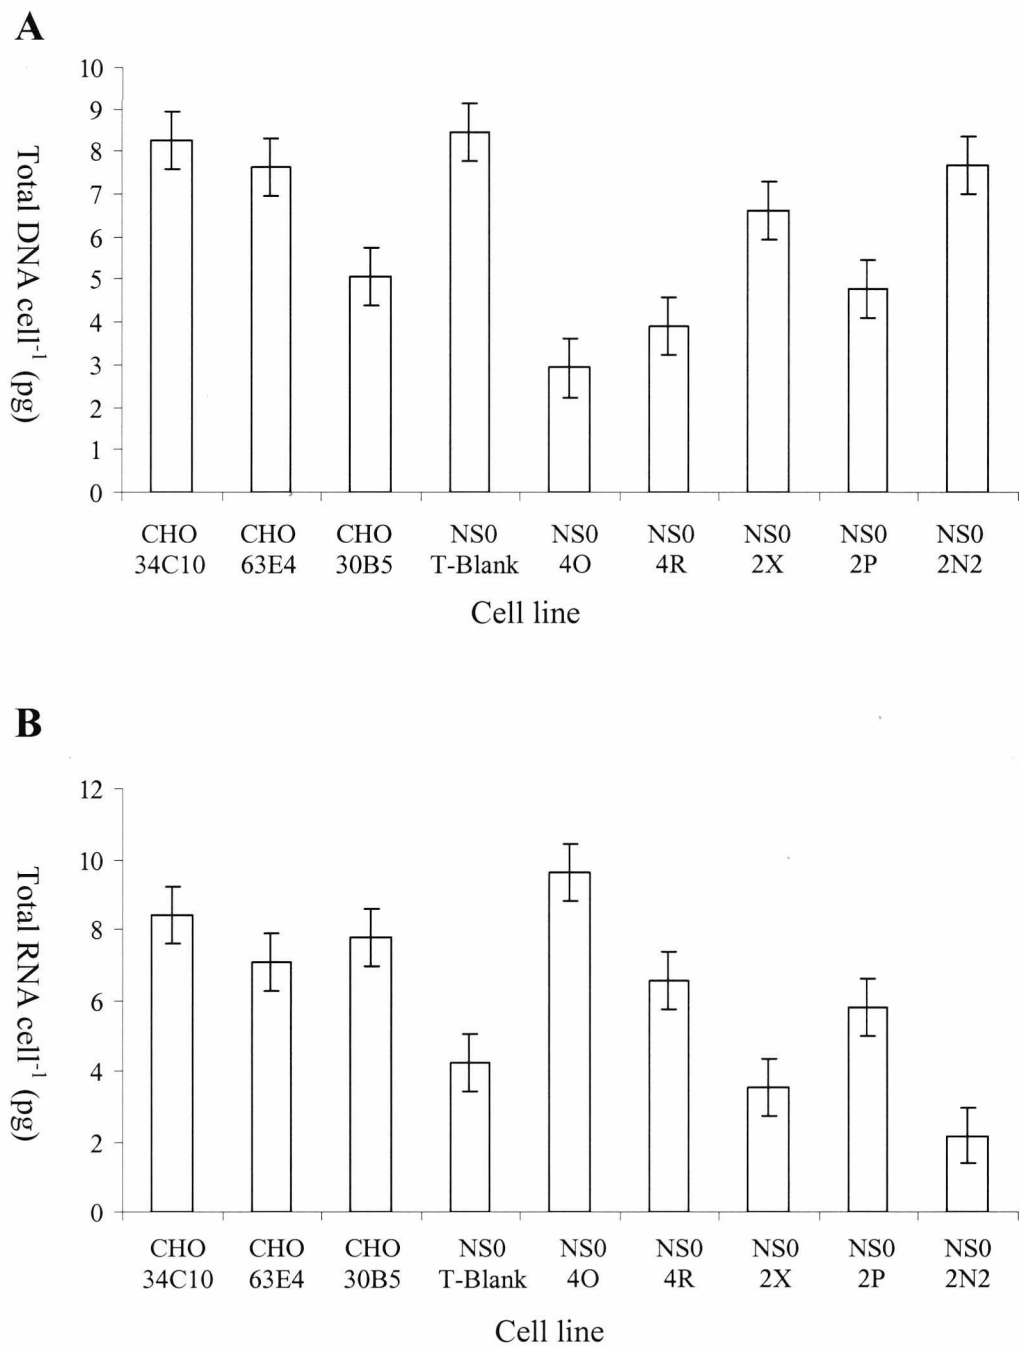 A
Total DNA cell⁻¹ (pg)
10
9
8
7
6
5
4
3
2
1
0
CHO CHO CHO NS0 NS0 NS0 NS0 NS0 NS0
34C10 63E4 30B5 T-Blank 4O 4R 2X 2P 2N2
Cell line
B
Total RNA cell⁻¹ (pg)
12
10
8
6
4
2
0
CHO CHO CHO NS0 NS0 NS0 NS0 NS0 NS0
34C10 63E4 30B5 T-Blank 4O 4R 2X 2P 2N2
Cell line